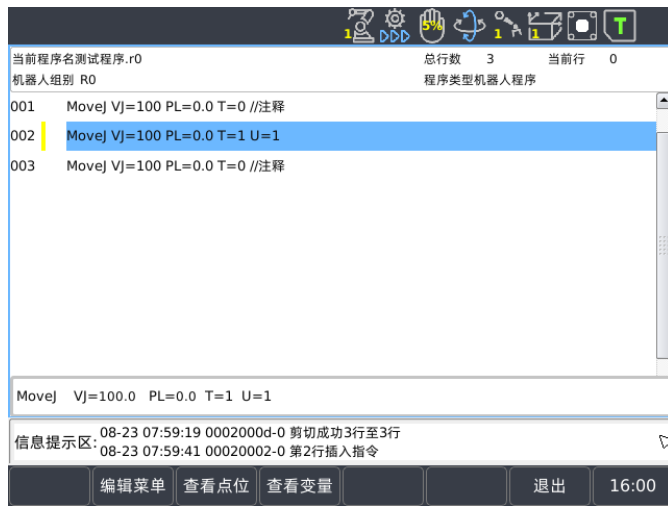 1 5% 1 1 T
当前程序名测试程序.r0 总行数 3 当前行 0
机器人组别 R0 程序类型机器人程序
001 MoveJ VJ=100 PL=0.0 T=0 //注释
002 MoveJ VJ=100 PL=0.0 T=1 U=1
003 MoveJ VJ=100 PL=0.0 T=0 //注释
MoveJ VJ=100.0 PL=0.0 T=1 U=1
信息提示区: 08-23 07:59:19 0002000d-0 剪切成功3行至3行
08-23 07:59:41 00020002-0 第2行插入指令
编辑菜单 查看点位 查看变量 退出 16:00